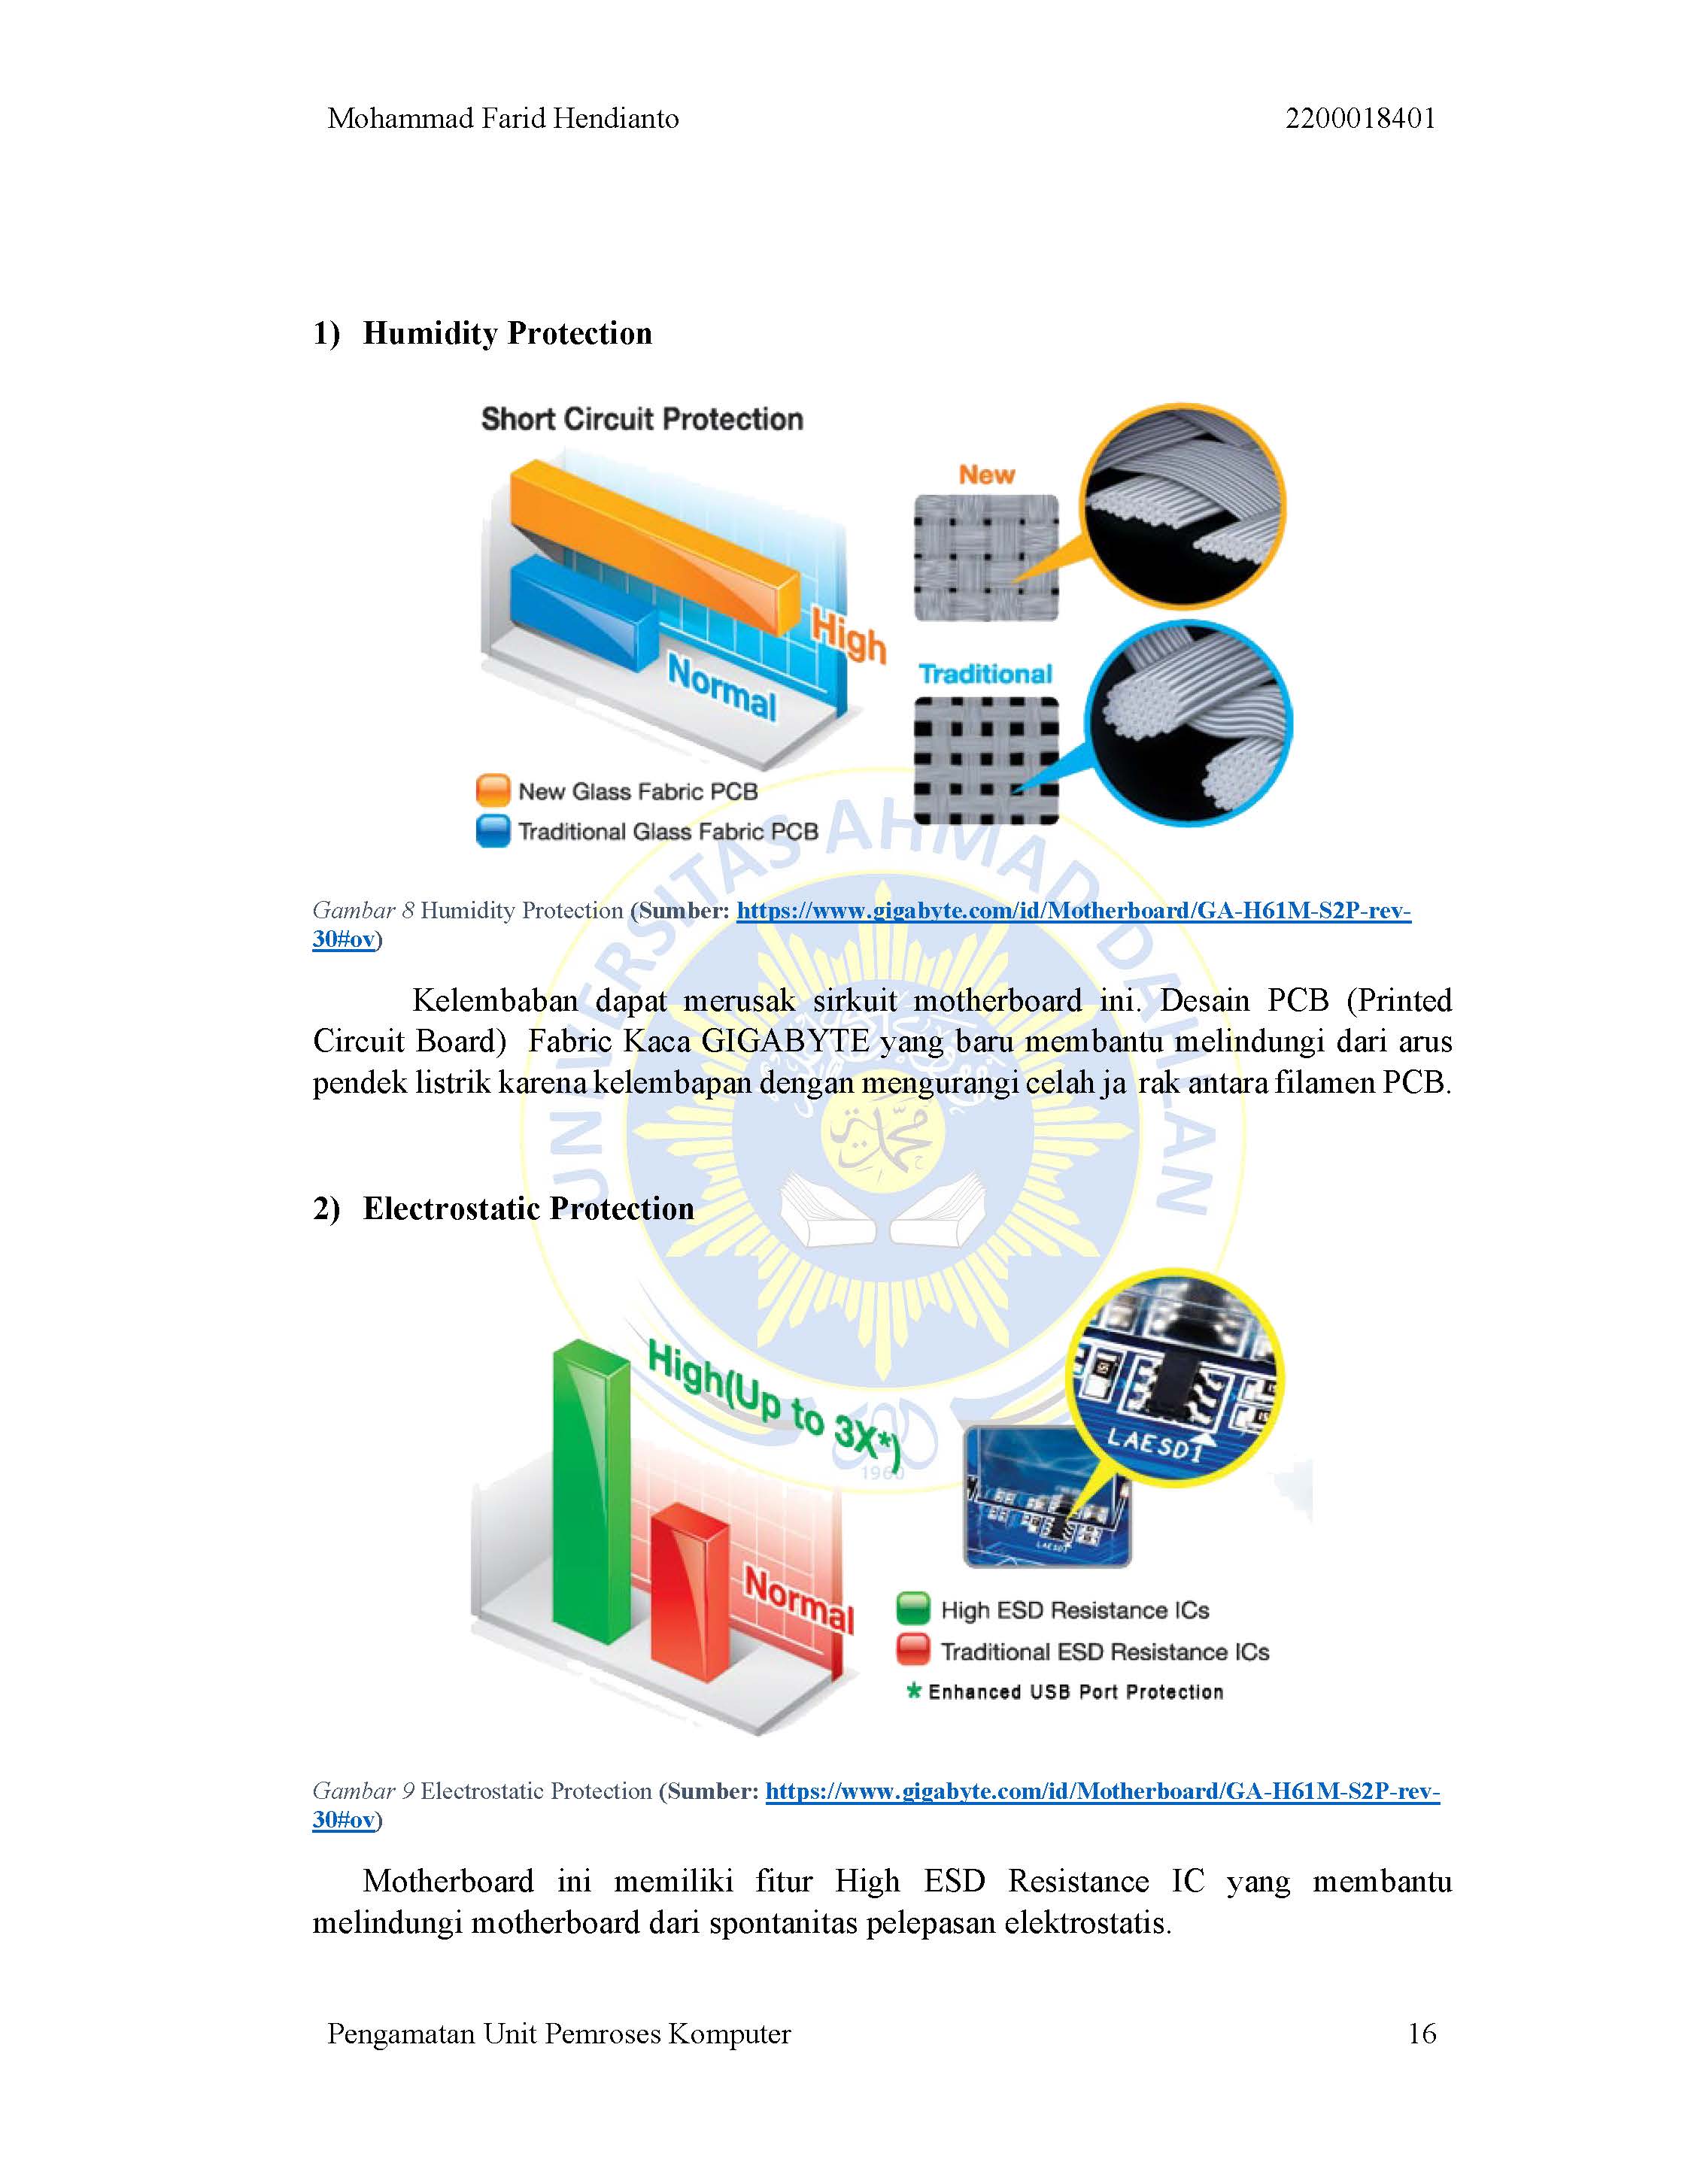 Mohammad Farid Hendianto 2200018401
1) Humidity Protection
Short Circuit Protection
New
High
Normal
Traditional
New Glass Fabric PCB
Traditional Glass Fabric PCB
UNIVERSITAS AHMAD DAHLAN
Gambar 8 Humidity Protection (Sumber: https://www.gigabyte.com/id/Motherboard/GA-H61M-S2P-rev-
30#ov)
Kelembaban dapat merusak sirkuit motherboard ini. Desain PCB (Printed
Circuit Board) Fabric Kaca GIGABYTE yang baru membantu melindungi dari arus
pendek listrik karena kelembapan dengan mengurangi celah ja rak antara filamen PCB.
محمد
2) Electrostatic Protection
High(Up to 3X*)
1960
Normal
LAESD1
LAESD1
High ESD Resistance ICs
Traditional ESD Resistance ICs
* Enhanced USB Port Protection
Gambar 9 Electrostatic Protection (Sumber: https://www.gigabyte.com/id/Motherboard/GA-H61M-S2P-rev-
30#ov)
Motherboard ini memiliki fitur High ESD Resistance IC yang membantu
melindungi motherboard dari spontanitas pelepasan elektrostatis.
Pengamatan Unit Pemroses Komputer 16